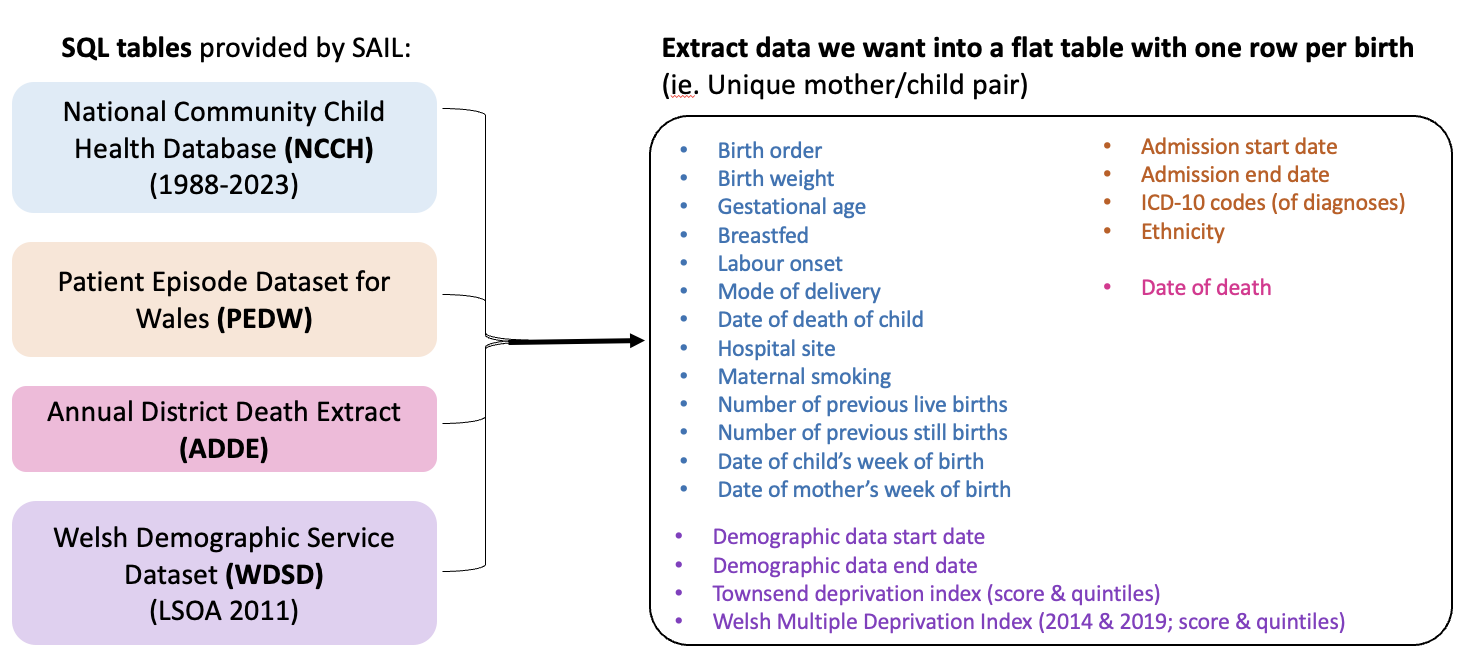 SQL tables provided by SAIL:
National Community Child
Health Database (NCCH)
(1988-2023)
Patient Episode Dataset for
Wales (PEDW)
Annual District Death Extract
(ADDE)
Welsh Demographic Service
Dataset (WDSD)
(LSOA 2011)
Extract data we want into a flat table with one row per birth
(ie. Unique mother/child pair)
• Birth order
• Birth weight
• Gestational age
• Breastfed
• Labour onset
• Mode of delivery
• Date of death of child
• Hospital site
• Maternal smoking
• Number of previous live births
• Number of previous still births
• Date of child's week of birth
• Date of mother's week of birth
• Admission start date
• Admission end date
• ICD-10 codes (of diagnoses)
• Ethnicity
• Date of death
• Demographic data start date
• Demographic data end date
• Townsend deprivation index (score & quintiles)
• Welsh Multiple Deprivation Index (2014 & 2019; score & quintiles)